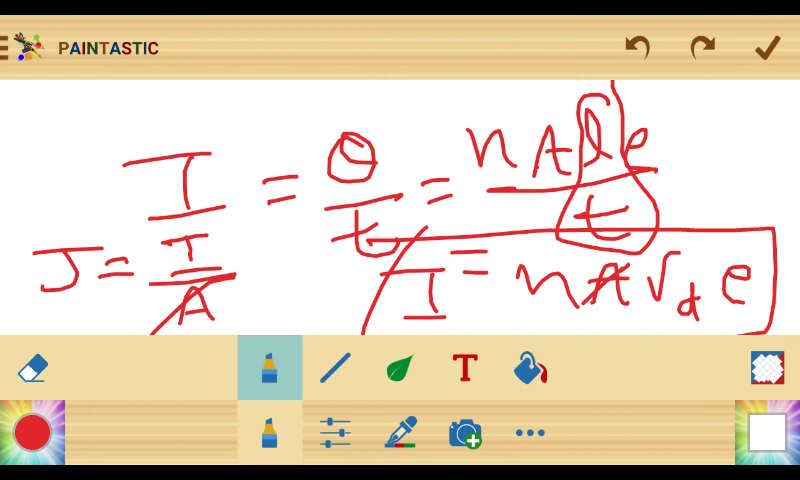 PAINTASTIC
I = Q/t = nAle/t
J = I/A I = nAVde
T